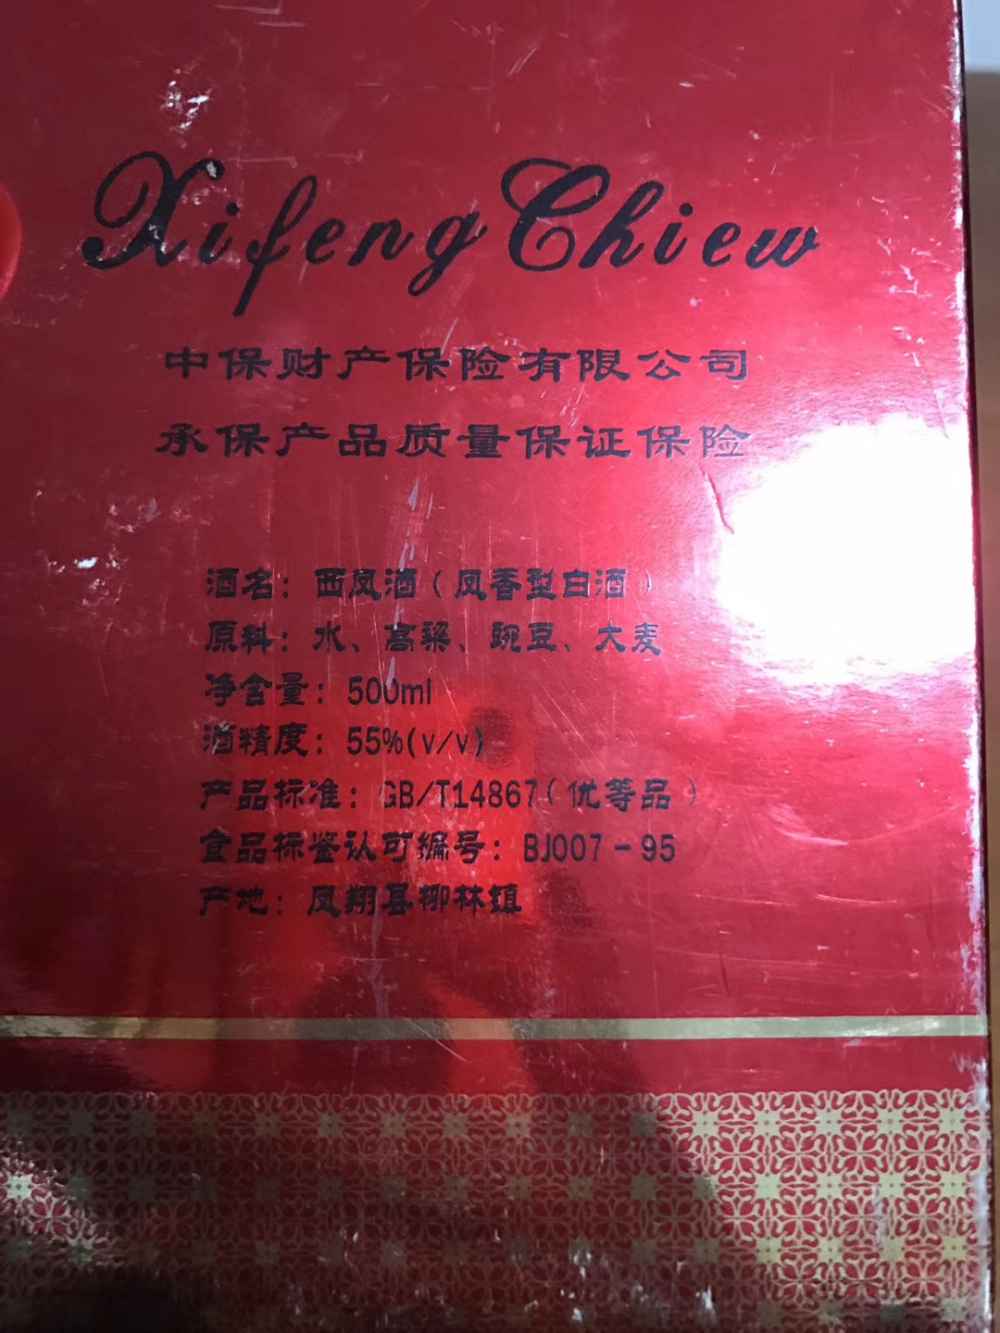 Xifeng Chiew
中保财产保险有限公司
承保产品质量保证保险
酒名：西凤酒（凤香型白酒）
原料：水、高粱、豌豆、大麦
净含量：500ml
酒精度：55%(v/v)
产品标准：GB/T14867（优等品）
食品标鉴认可编号：BJ007-95
产地：凤翔县柳林镇